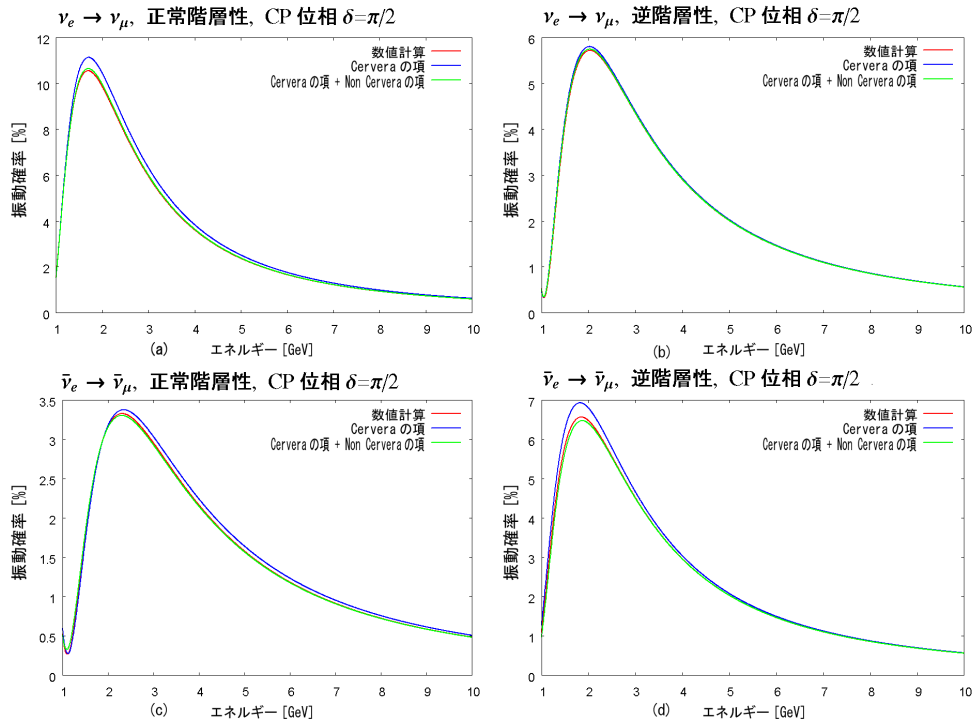 νe → νμ, 正常階層性, CP 位相 δ=π/2
12
10
8
6
4
2
0
振動確率 [%]
数値計算
Cervera の項
Cervera の項 + Non Cervera の項
1 2 3 4 5 6 7 8 9 10
(a) エネルギー [GeV]
νe → νμ, 逆階層性, CP 位相 δ=π/2
6
5
4
3
2
1
0
振動確率 [%]
数値計算
Cervera の項
Cervera の項 + Non Cervera の項
1 2 3 4 5 6 7 8 9 10
(b) エネルギー [GeV]
ν̄e → ν̄μ, 正常階層性, CP 位相 δ=π/2
3.5
3
2.5
2
1.5
1
0.5
0
振動確率 [%]
数値計算
Cervera の項
Cervera の項 + Non Cervera の項
1 2 3 4 5 6 7 8 9 10
(c) エネルギー [GeV]
ν̄e → ν̄μ, 逆階層性, CP 位相 δ=π/2
7
6
5
4
3
2
1
0
振動確率 [%]
数値計算
Cervera の項
Cervera の項 + Non Cervera の項
1 2 3 4 5 6 7 8 9 10
(d) エネルギー [GeV]